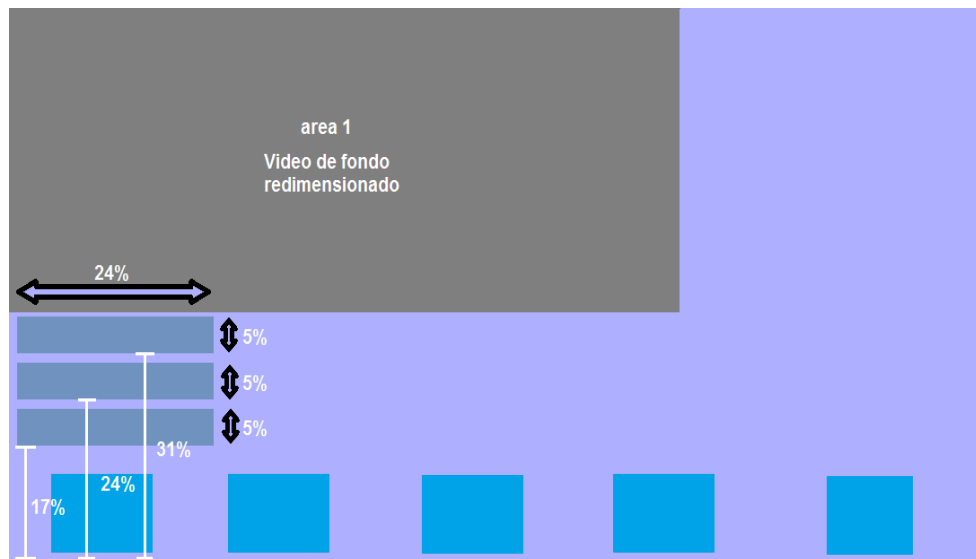 area 1
Video de fondo
redimensionado
24%
5%
5%
5%
31%
24%
17%